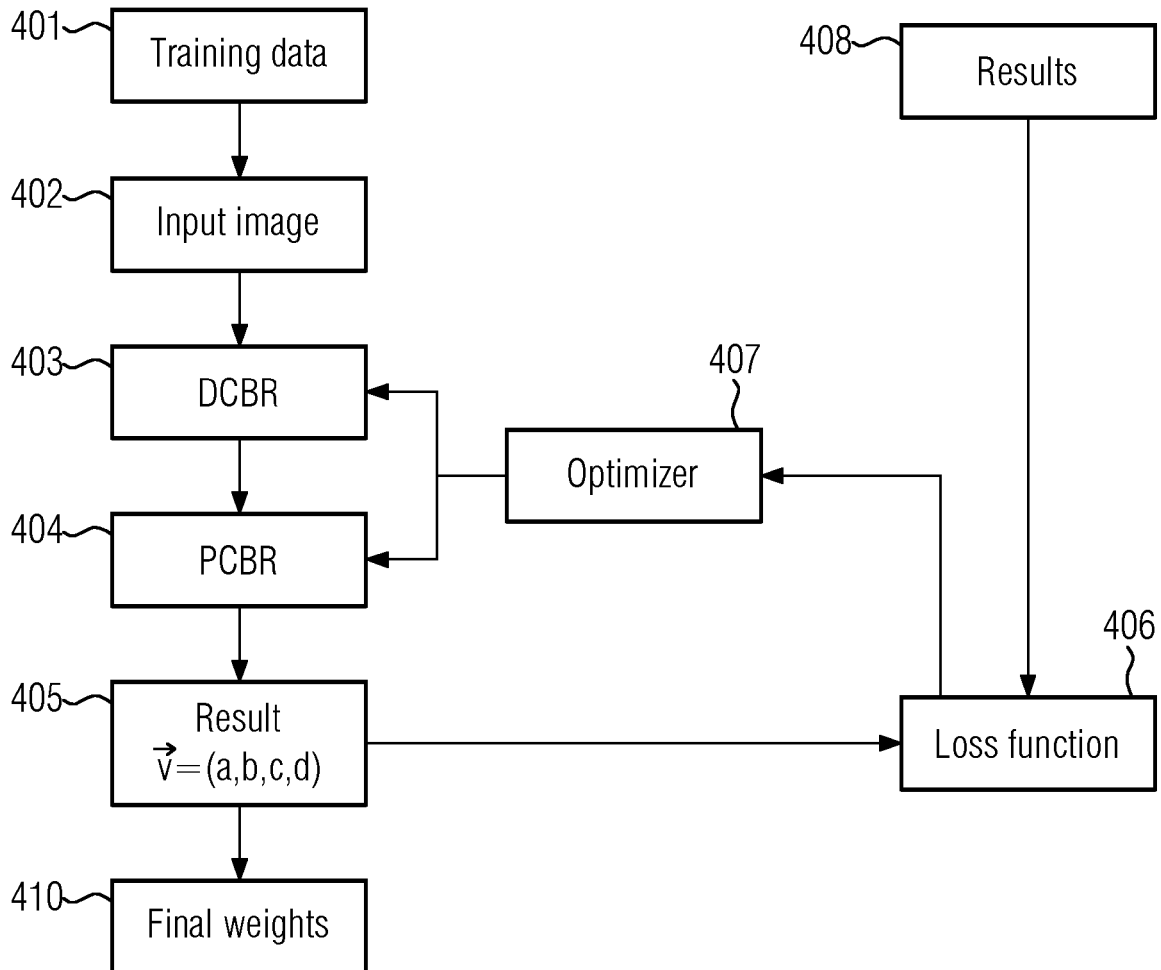 401
Training data
408
Results
402
Input image
403
DCBR
407
Optimizer
404
PCBR
406
405
Result
v⃗=(a,b,c,d)
Loss function
410
Final weights